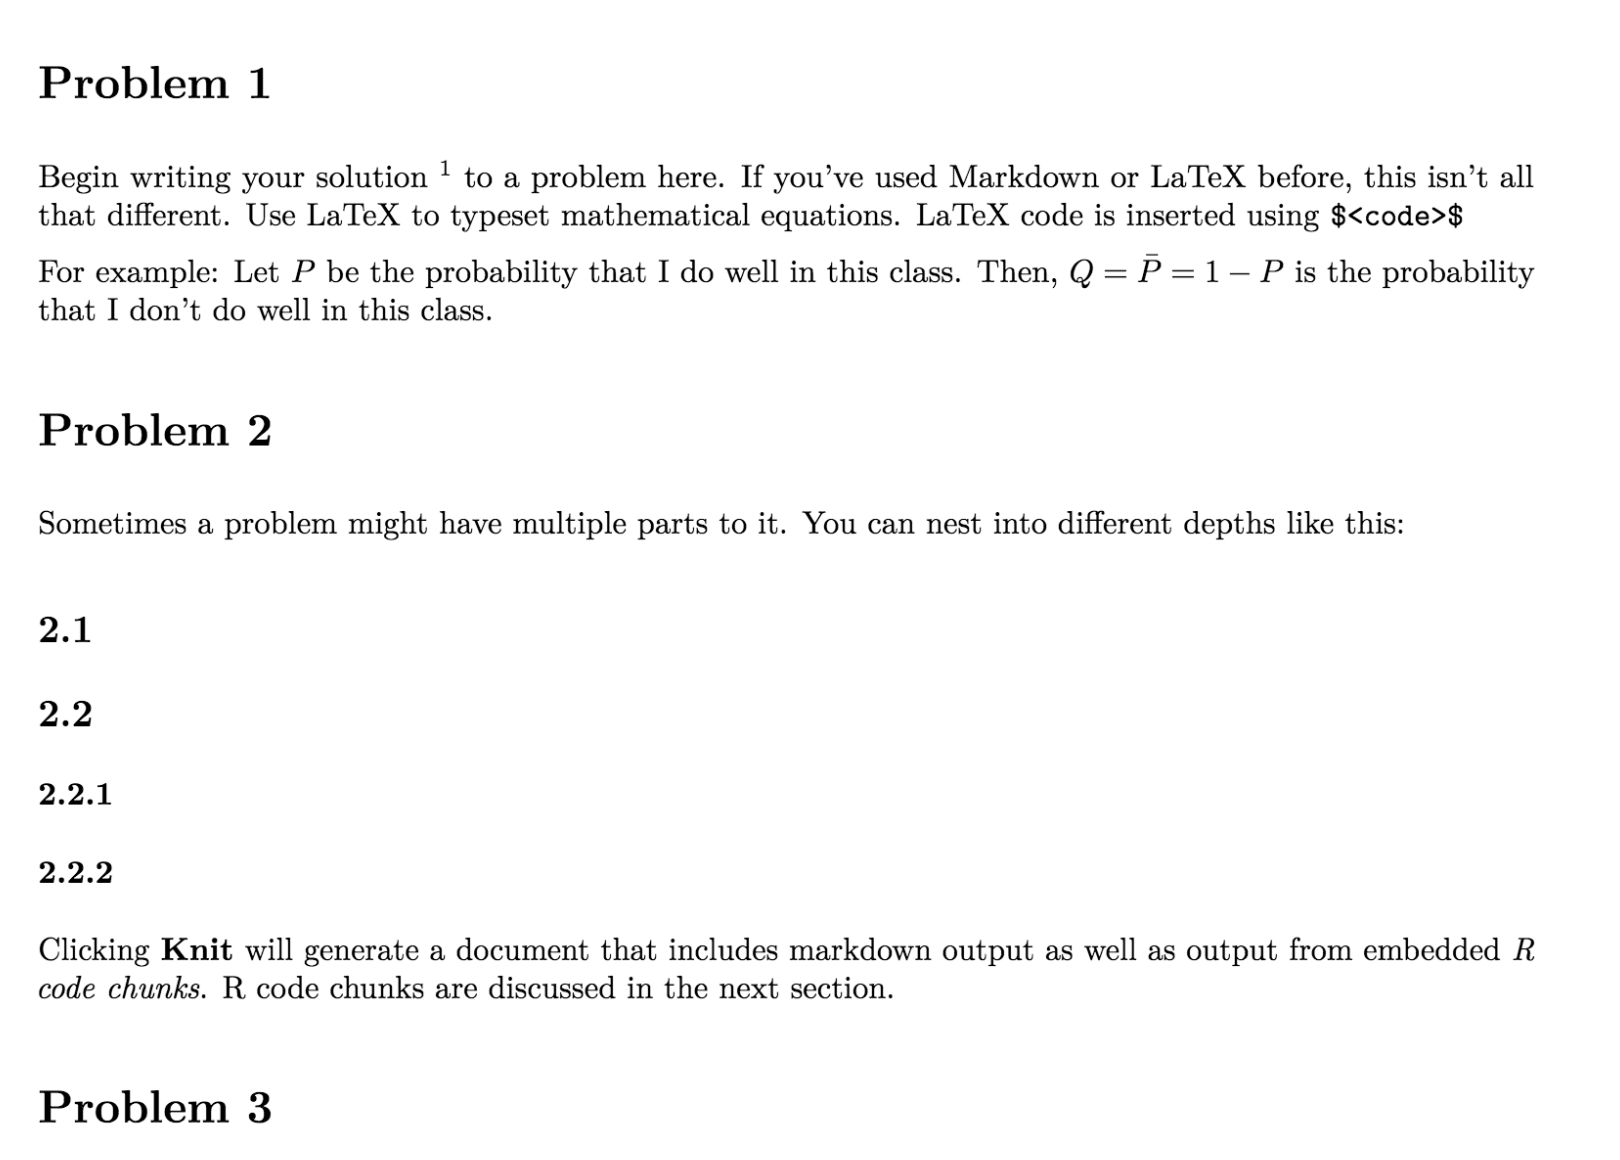 Problem 1
Begin writing your solution ¹ to a problem here. If you've used Markdown or LaTeX before, this isn't all
that different. Use LaTeX to typeset mathematical equations. LaTeX code is inserted using $<code>$
For example: Let P be the probability that I do well in this class. Then, Q = P̄ = 1 − P is the probability
that I don't do well in this class.
Problem 2
Sometimes a problem might have multiple parts to it. You can nest into different depths like this:
2.1
2.2
2.2.1
2.2.2
Clicking Knit will generate a document that includes markdown output as well as output from embedded R
code chunks. R code chunks are discussed in the next section.
Problem 3